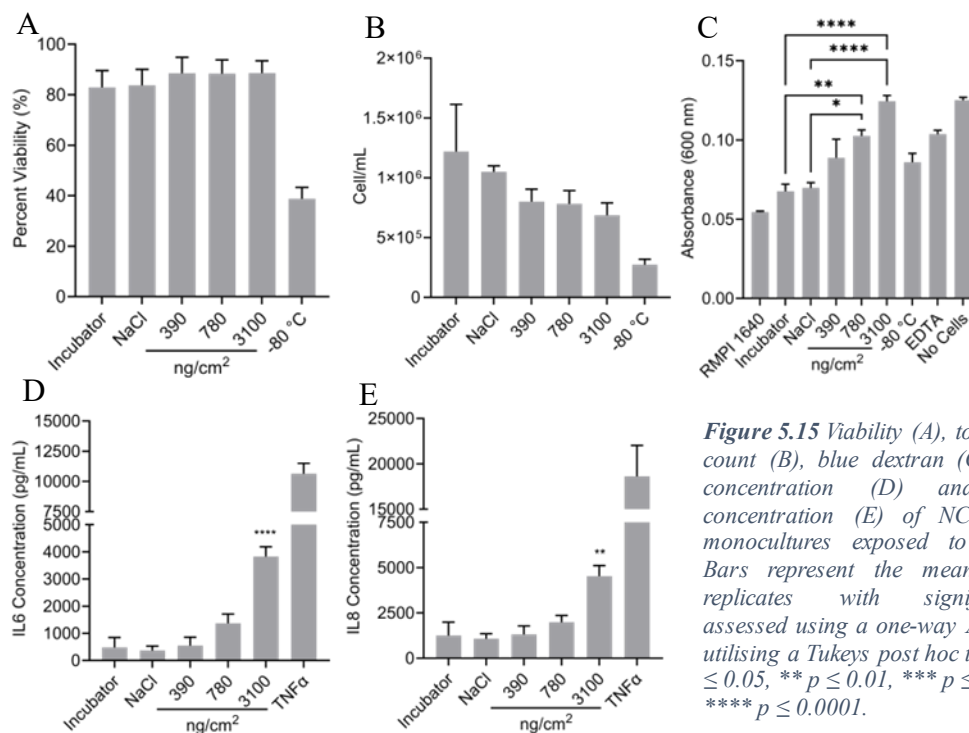 A
Percent Viability (%)
100
80
60
40
20
0
Incubator NaCl 390 780 3100 -80 °C
ng/cm²
B
Cell/mL
2×10⁶
1.5×10⁶
1×10⁶
5×10⁵
0
Incubator NaCl 390 780 3100 -80 °C
ng/cm²
C
Absorbance (600 nm)
0.15
0.10
0.05
0.00
****
****
**
*
RMPI 1640 Incubator NaCl 390 780 3100 -80 °C EDTA No Cells
ng/cm²
D
IL6 Concentration (pg/mL)
15000
12500
10000
7500
5000
4000
3000
2000
1000
0
****
Incubator NaCl 390 780 3100 TNFα
ng/cm²
E
IL8 Concentration (pg/mL)
25000
20000
15000
7500
5000
2500
0
**
Incubator NaCl 390 780 3100 TNFα
ng/cm²
Figure 5.15 Viability (A), to
count (B), blue dextran (C
concentration (D) and
concentration (E) of NC
monocultures exposed to
Bars represent the mean
replicates with signi
assessed using a one-way A
utilising a Tukeys post hoc t
≤ 0.05, ** p ≤ 0.01, *** p ≤
**** p ≤ 0.0001.